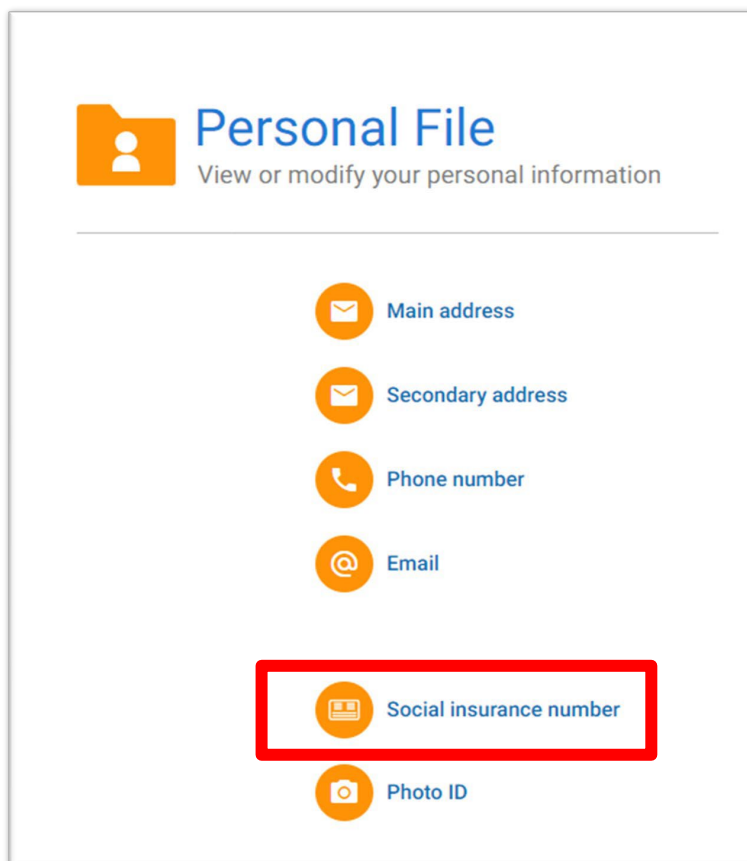 Personal File
View or modify your personal information
Main address
Secondary address
Phone number
Email
Social insurance number
Photo ID